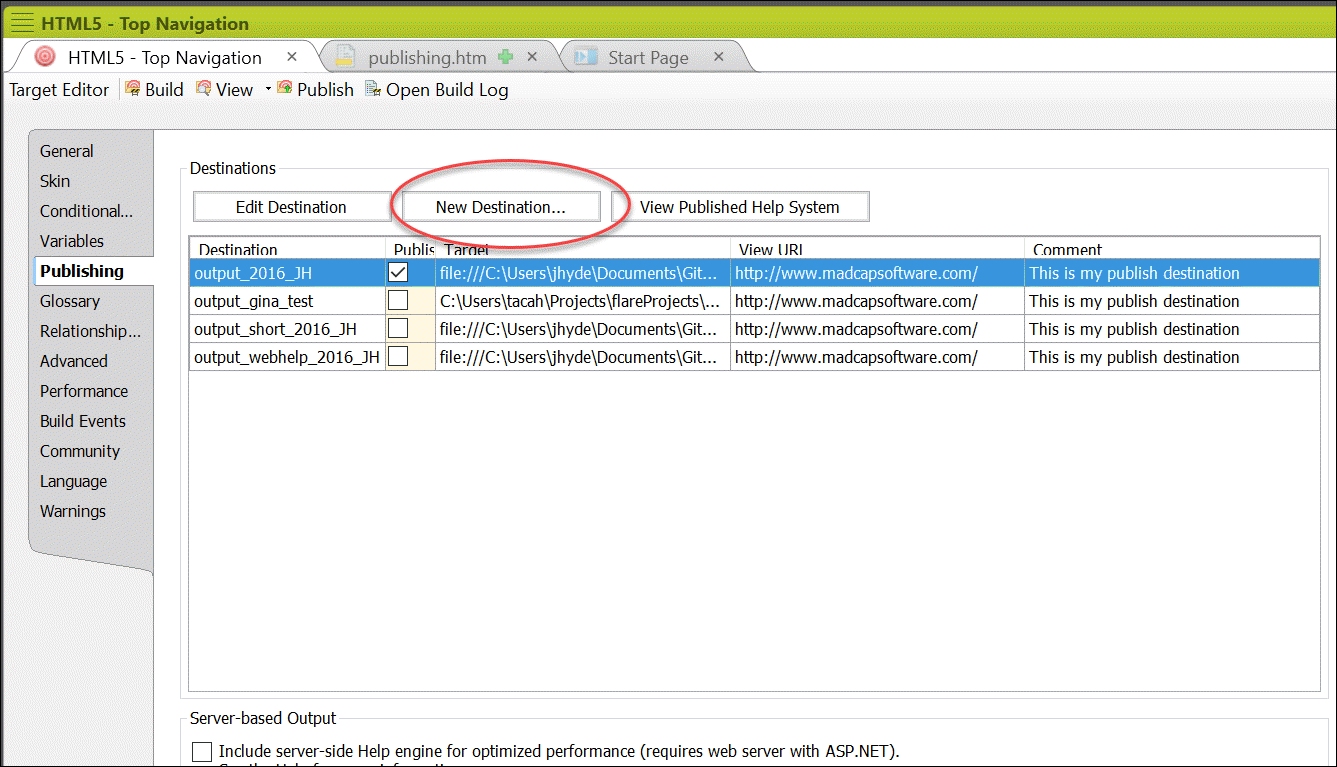 HTML5 - Top Navigation
HTML5 - Top Navigation publishing.htm Start Page
Target Editor Build View Publish Open Build Log
General
Skin
Conditional...
Variables
Publishing
Glossary
Relationship...
Advanced
Performance
Build Events
Community
Language
Warnings
Destinations
Edit Destination New Destination... View Published Help System
Destination Publis Target View URL Comment
output_2016_JH file:///C:\Users\jhyde\Documents\Git... http://www.madcapsoftware.com/ This is my publish destination
output_gina_test C:\Users\tacah\Projects\flareProjects\... http://www.madcapsoftware.com/ This is my publish destination
output_short_2016_JH file:///C:\Users\jhyde\Documents\Git... http://www.madcapsoftware.com/ This is my publish destination
output_webhelp_2016_JH file:///C:\Users\jhyde\Documents\Git... http://www.madcapsoftware.com/ This is my publish destination
Server-based Output
Include server-side Help engine for optimized performance (requires web server with ASP.NET).